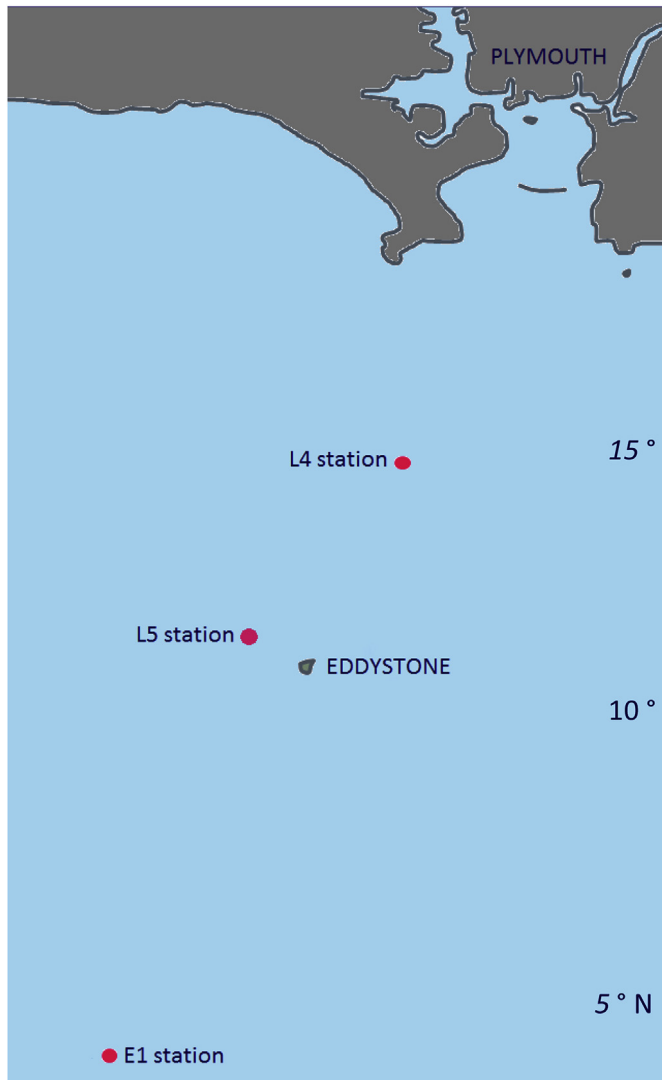 PLYMOUTH
L4 station
15 °
L5 station
EDDYSTONE
10 °
5 ° N
E1 station